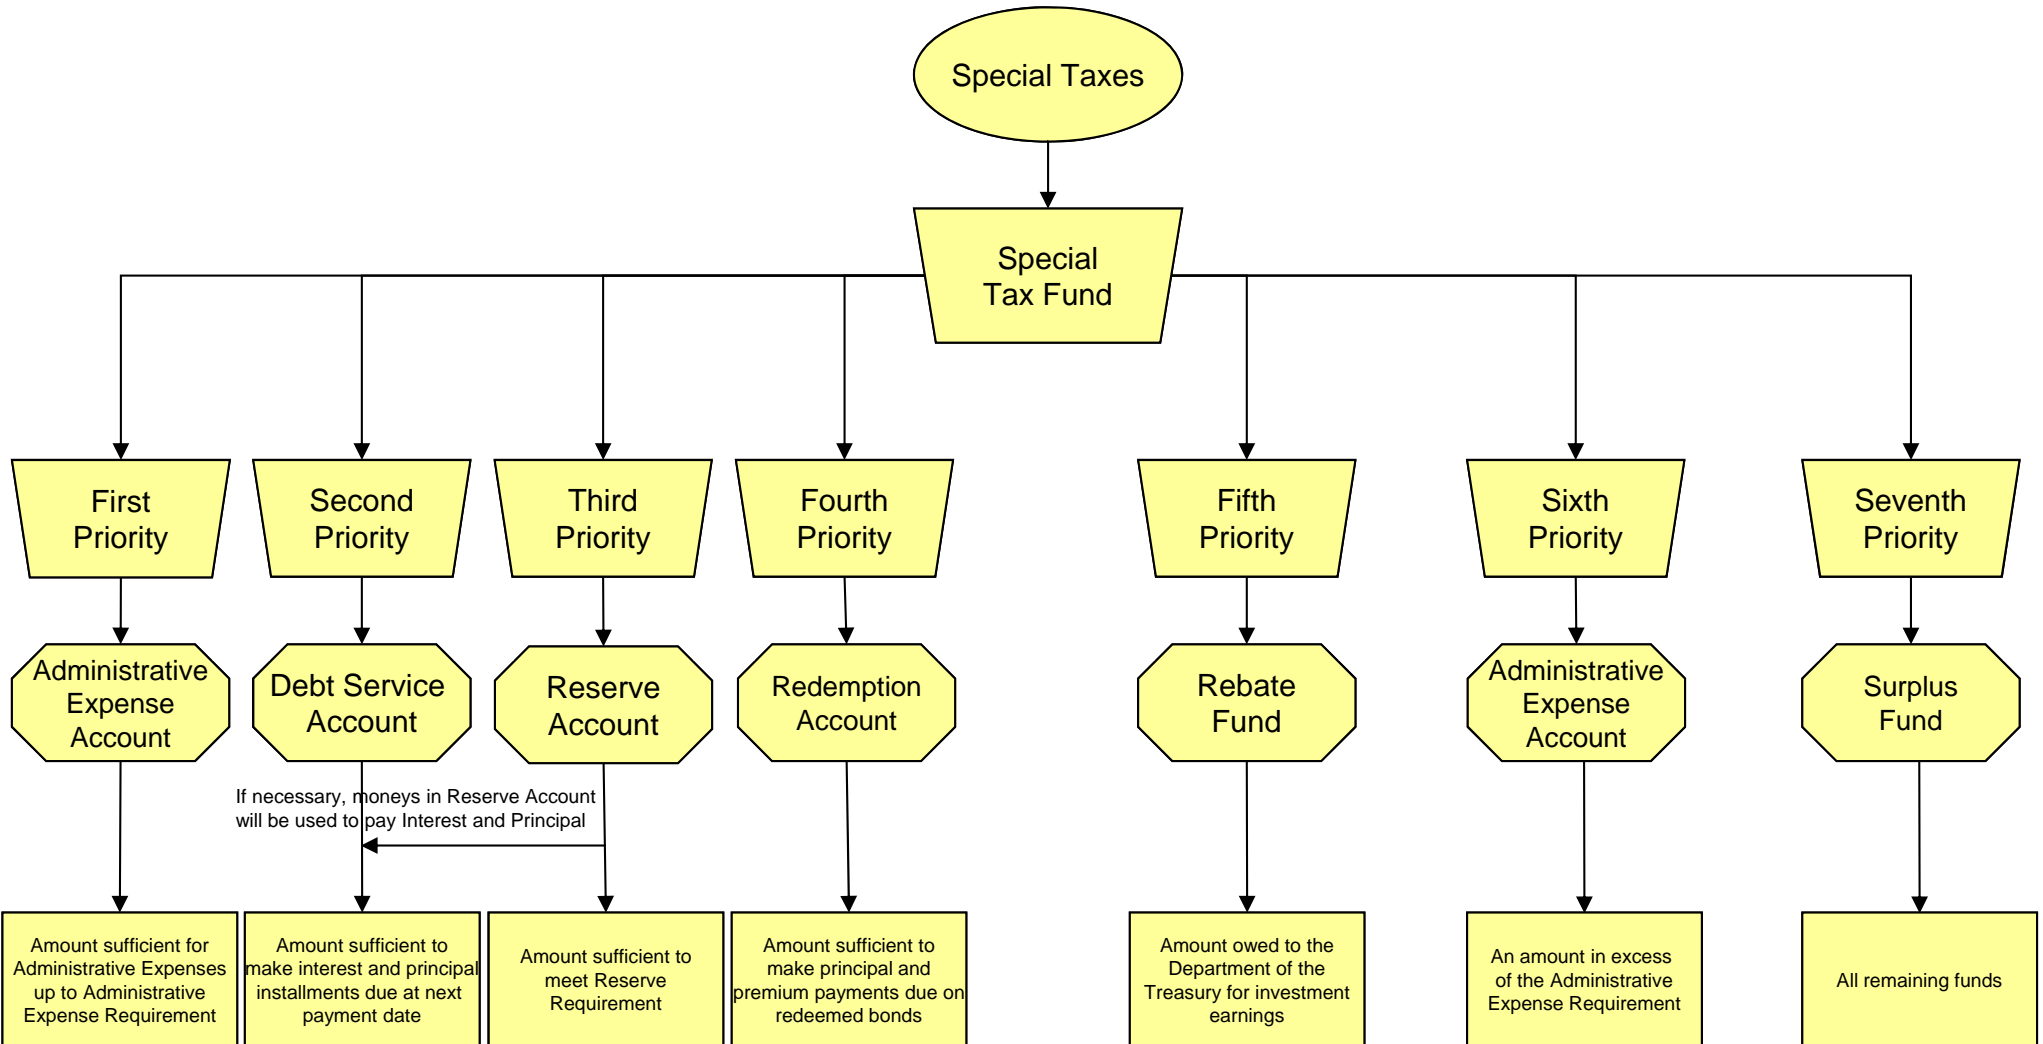 Special Taxes
Special
Tax Fund
First
Priority
Second
Priority
Third
Priority
Fourth
Priority
Fifth
Priority
Sixth
Priority
Seventh
Priority
Administrative
Expense
Account
Debt Service
Account
Reserve
Account
Redemption
Account
Rebate
Fund
Administrative
Expense
Account
Surplus
Fund
If necessary, moneys in Reserve Account
will be used to pay Interest and Principal
Amount sufficient for
Administrative Expenses
up to Administrative
Expense Requirement
Amount sufficient to
make interest and principal
installments due at next
payment date
Amount sufficient to
meet Reserve
Requirement
Amount sufficient to
make principal and
premium payments due on
redeemed bonds
Amount owed to the
Department of the
Treasury for investment
earnings
An amount in excess
of the Administrative
Expense Requirement
All remaining funds